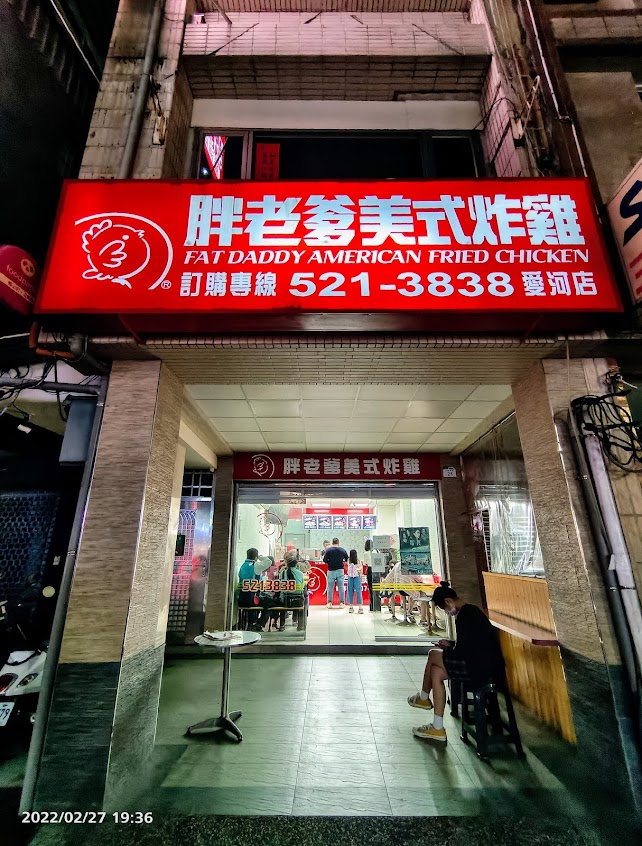 胖老爹美式炸雞
FAT DADDY AMERICAN FRIED CHICKEN
®
訂購專線 521-3838 愛河店
胖老爹美式炸雞
5213838
2022/02/27 19:36